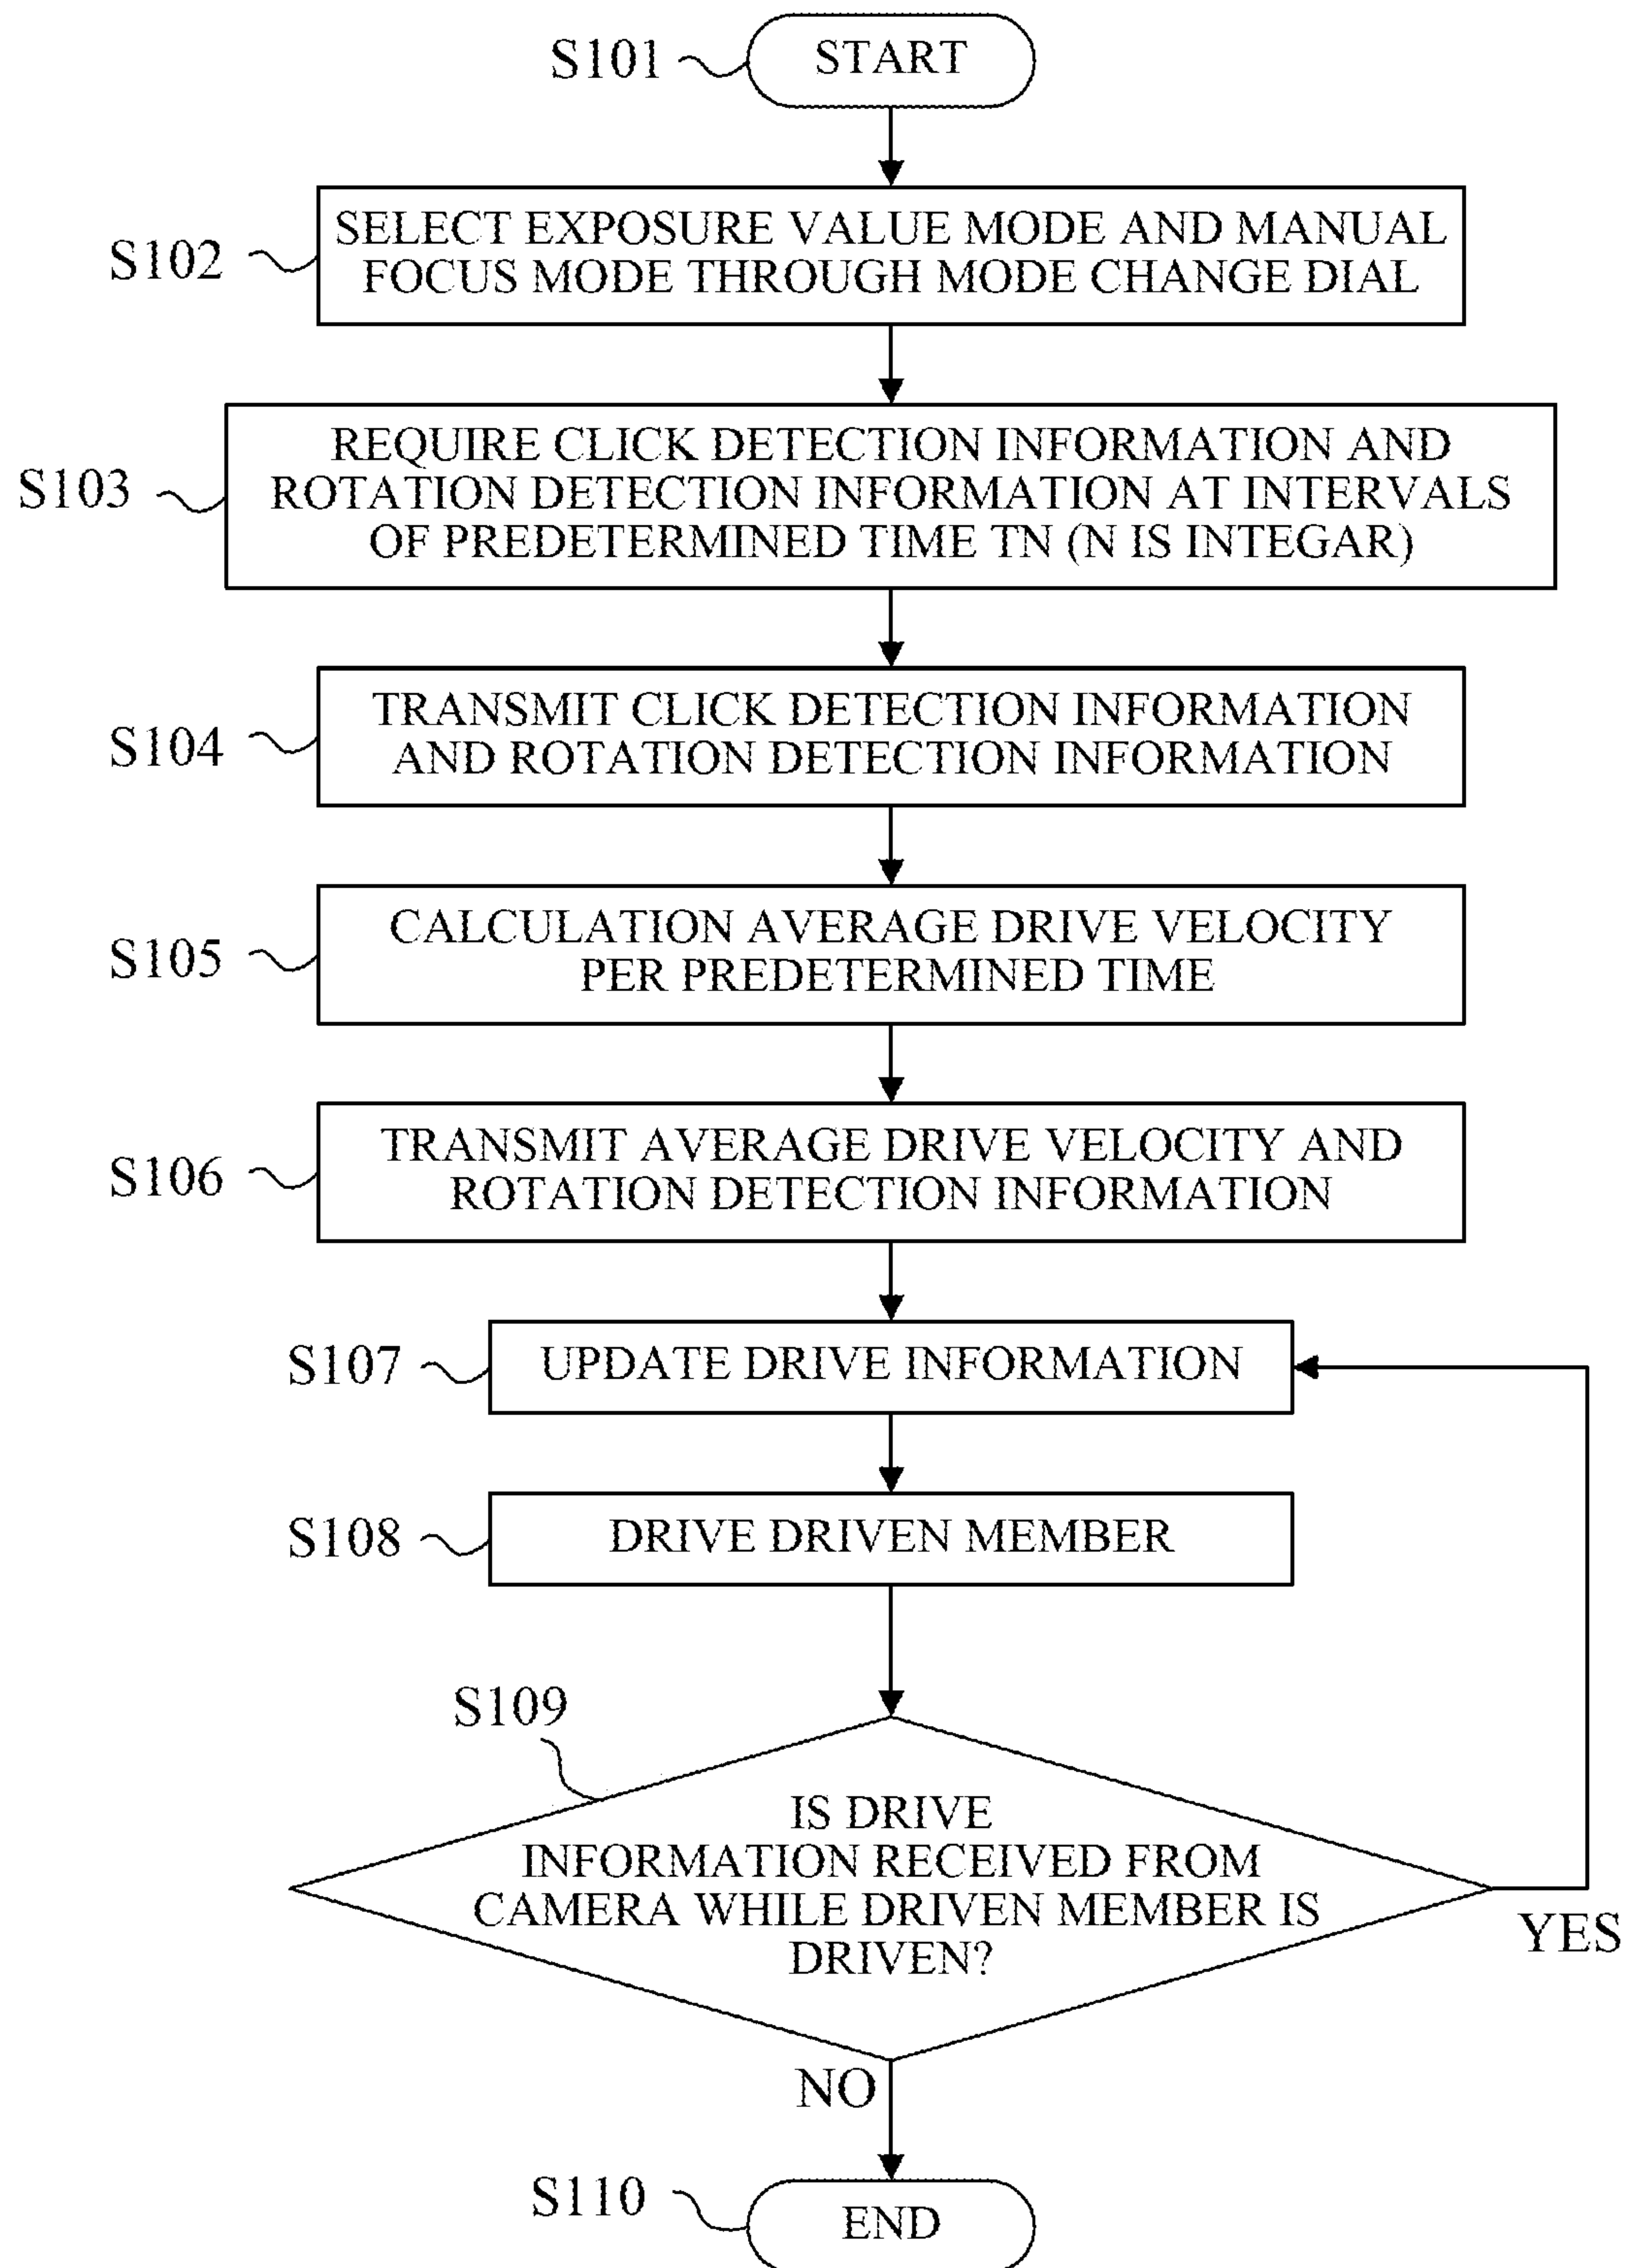 S101
START
S102
SELECT EXPOSURE VALUE MODE AND MANUAL
FOCUS MODE THROUGH MODE CHANGE DIAL
S103
REQUIRE CLICK DETECTION INFORMATION AND
ROTATION DETECTION INFORMATION AT INTERVALS
OF PREDETERMINED TIME TN (N IS INTEGAR)
S104
TRANSMIT CLICK DETECTION INFORMATION
AND ROTATION DETECTION INFORMATION
S105
CALCULATION AVERAGE DRIVE VELOCITY
PER PREDETERMINED TIME
S106
TRANSMIT AVERAGE DRIVE VELOCITY AND
ROTATION DETECTION INFORMATION
S107
UPDATE DRIVE INFORMATION
S108
DRIVE DRIVEN MEMBER
S109
IS DRIVE
INFORMATION RECEIVED FROM
CAMERA WHILE DRIVEN MEMBER IS
DRIVEN?
YES
NO
S110
END